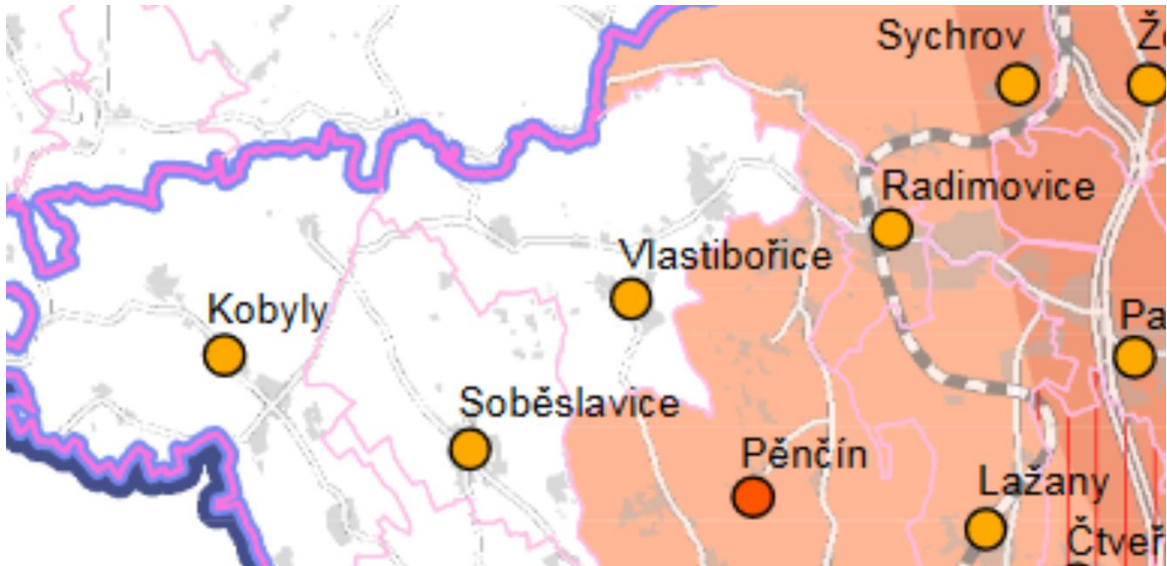 Sychrov
Radimovice
Vlastibořice
Kobyly
Soběslavice
Pěnčín
Lažany